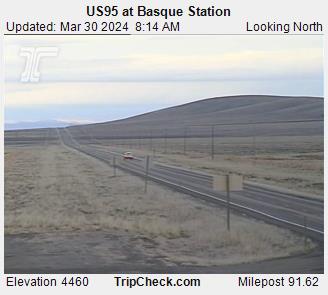 US95 at Basque Station
Updated: Mar 30 2024 8:14 AM Looking North
Elevation 4460 TripCheck.com Milepost 91.62